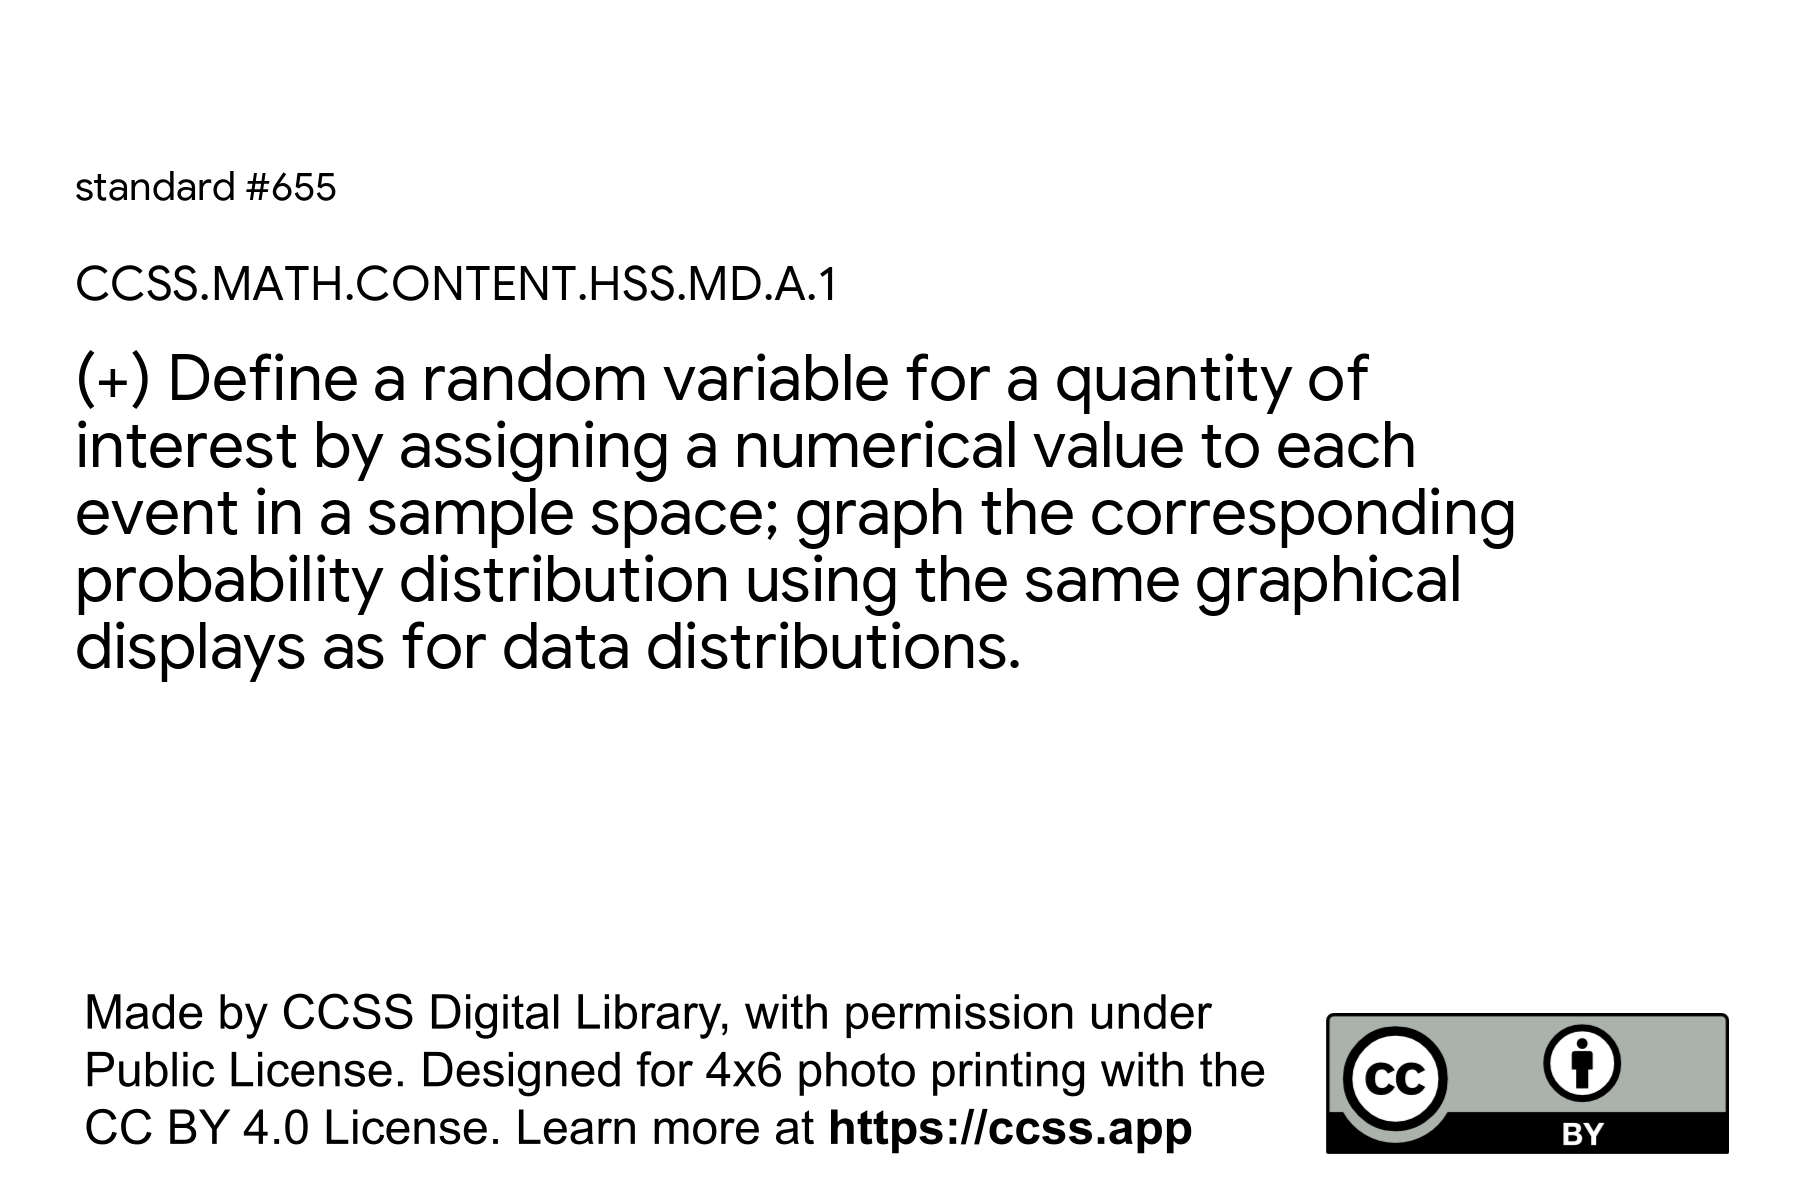 standard #655
CCSS.MATH.CONTENT.HSS.MD.A.1
(+) Define a random variable for a quantity of
interest by assigning a numerical value to each
event in a sample space; graph the corresponding
probability distribution using the same graphical
displays as for data distributions.
Made by CCSS Digital Library, with permission under
Public License. Designed for 4x6 photo printing with the
CC BY 4.0 License. Learn more at https://ccss.app
CC
BY